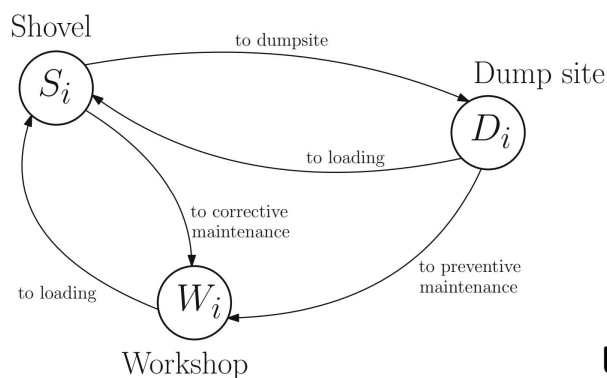 Shovel
S_i
to dumpsite
Dump site
D_i
to loading
to corrective
maintenance
to preventive
maintenance
to loading
W_i
Workshop